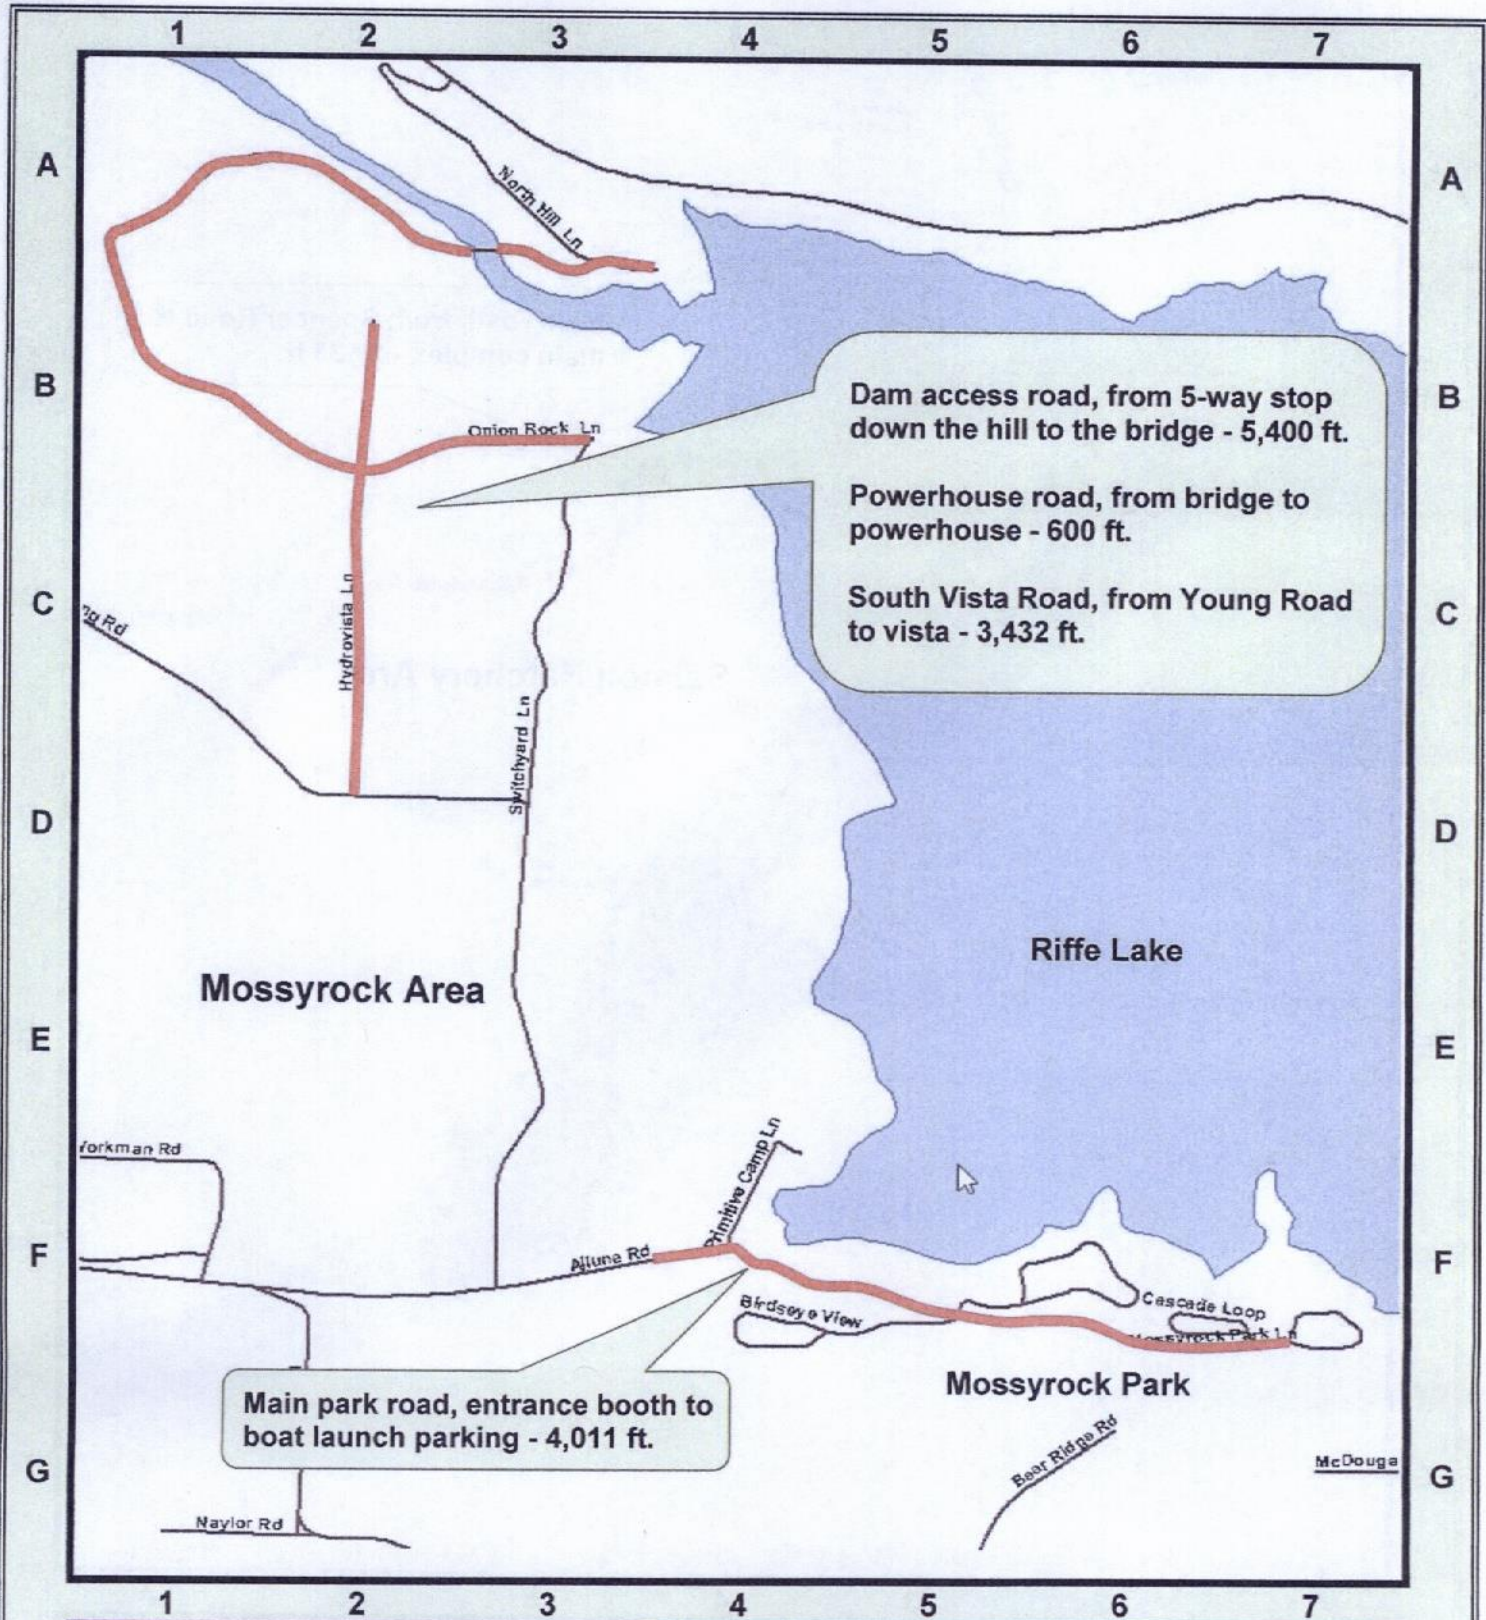 1 2 3 4 5 6 7
A
A
North Hill Ln
B
B
Dam access road, from 5-way stop
down the hill to the bridge - 5,400 ft.
Onion Rock Ln
Powerhouse road, from bridge to
powerhouse - 600 ft.
South Vista Road, from Young Road
to vista - 3,432 ft.
C
C
ng Rd
Hydrovista Ln
Switchyard Ln
D
D
Riffe Lake
Mossyrock Area
E
E
orkman Rd
Primitive Camp Ln
F
F
Ajlune Rd
Birdseye View
Cascade Loop
Mossyrock Park Ln
Mossyrock Park
Main park road, entrance booth to
boat launch parking - 4,011 ft.
Bear Ridge Rd
McDouga
G
G
Naylor Rd
1 2 3 4 5 6 7